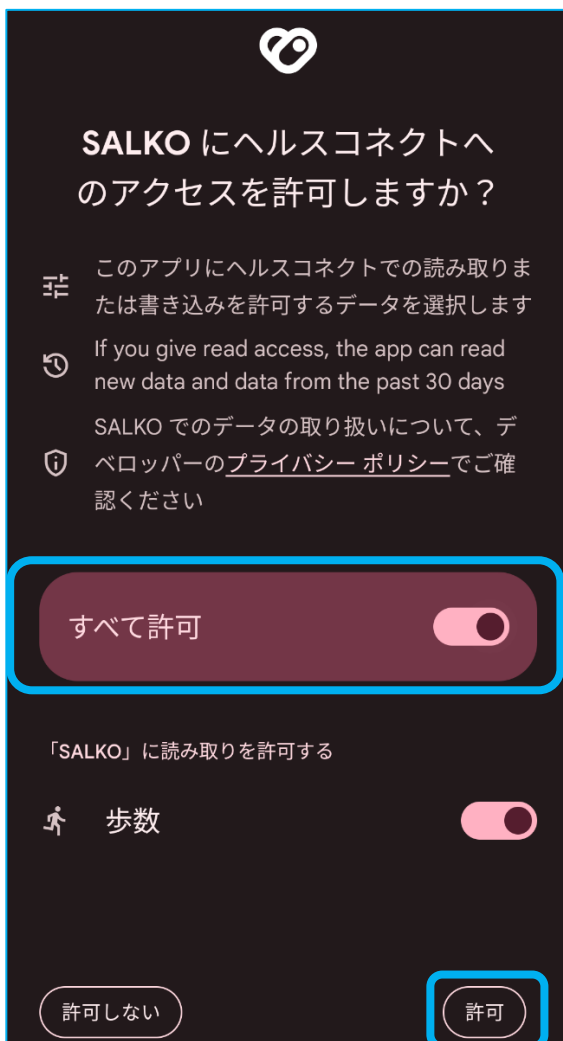 SALKO にヘルスコネクトへ
のアクセスを許可しますか？
このアプリにヘルスコネクトでの読み取りま
たは書き込みを許可するデータを選択します
If you give read access, the app can read
new data and data from the past 30 days
SALKO でのデータの取り扱いについて、デ
ベロッパーのプライバシー ポリシーでご確
認ください
すべて許可
「SALKO」に読み取りを許可する
歩数
許可しない
許可